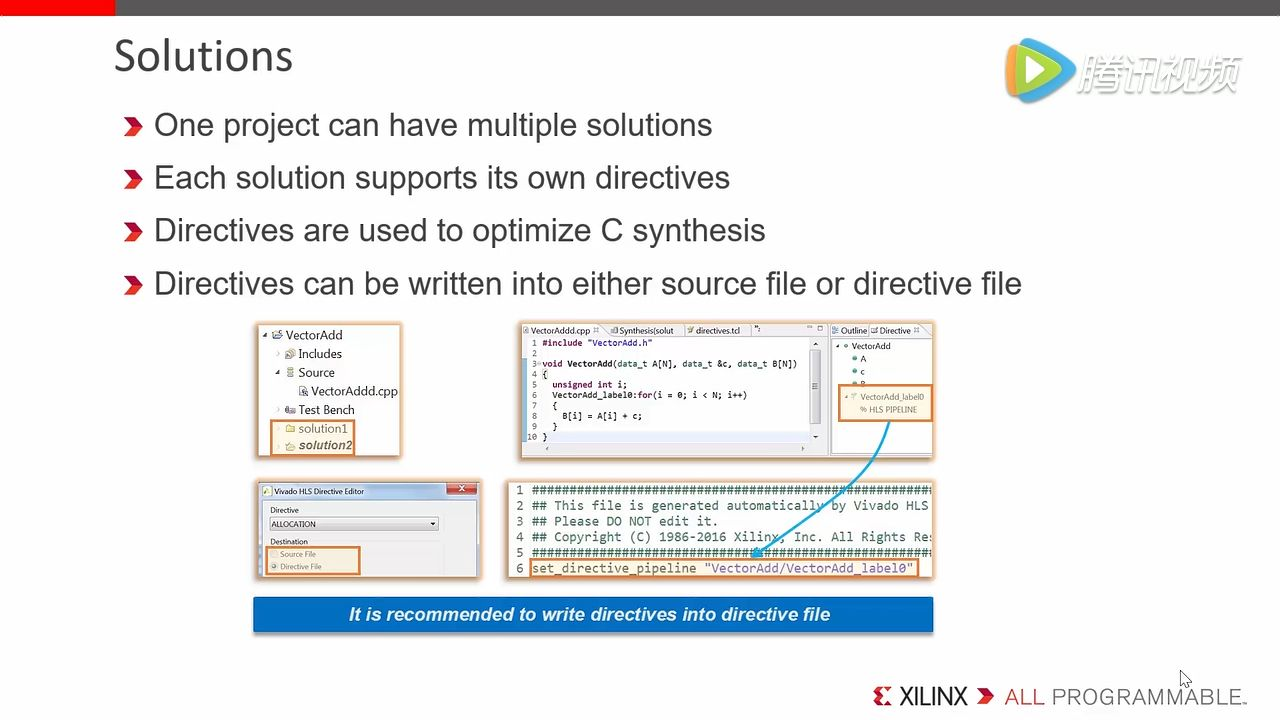 Solutions
腾讯视频
One project can have multiple solutions
Each solution supports its own directives
Directives are used to optimize C synthesis
Directives can be written into either source file or directive file
VectorAdd
Includes
Source
VectorAddd.cpp
Test Bench
solution1
solution2
VectorAddd.cpp Synthesis(solut directives.tcl
1 #include "VectorAdd.h"
2
3 void VectorAdd(data_t A[N], data_t &c, data_t B[N])
4 {
5 unsigned int i;
6 VectorAdd_label0:for(i = 0; i < N; i++)
7 {
8 B[i] = A[i] + c;
9 }
10 }
Outline Directive
VectorAdd
A
c
VectorAdd_label0
% HLS PIPELINE
Vivado HLS Directive Editor
Directive
ALLOCATION
Destination
Source File
Directive File
1 ######################################################
2 ## This file is generated automatically by Vivado HLS
3 ## Please DO NOT edit it.
4 ## Copyright (C) 1986-2016 Xilinx, Inc. All Rights Res
5 ######################################################
6 set_directive_pipeline "VectorAdd/VectorAdd_label0"
It is recommended to write directives into directive file
XILINX ALL PROGRAMMABLE™